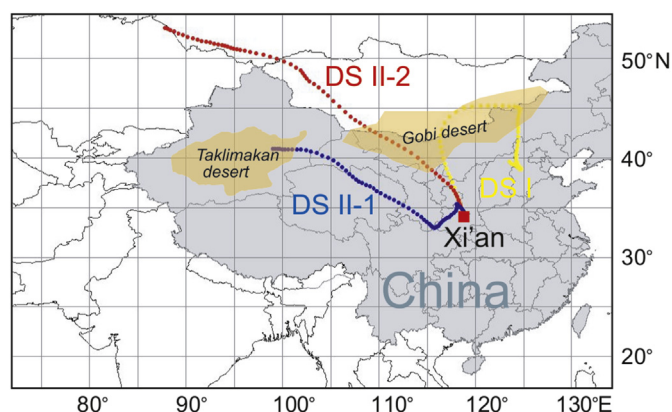 50° N
DS II-2
Gobi desert
Taklimakan
desert
40°
DS I
DS II-1
Xi'an
China
30°
20°
80°
90°
100°
110°
120°
130°E